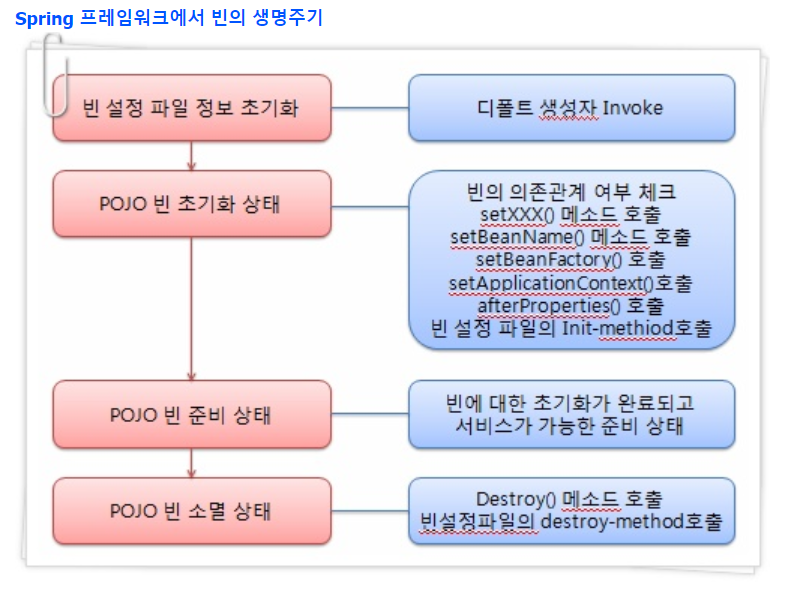 Spring 프레임워크에서 빈의 생명주기
빈 설정 파일 정보 초기화
디폴트 생성자 Invoke
POJO 빈 초기화 상태
빈의 의존관계 여부 체크
setXXX() 메소드 호출
setBeanName() 메소드 호출
setBeanFactory() 호출
setApplicationContext()호출
afterProperties() 호출
빈 설정 파일의 Init-methiod호출
POJO 빈 준비 상태
빈에 대한 초기화가 완료되고
서비스가 가능한 준비 상태
POJO 빈 소멸 상태
Destroy() 메소드 호출
빈설정파일의 destroy-method호출